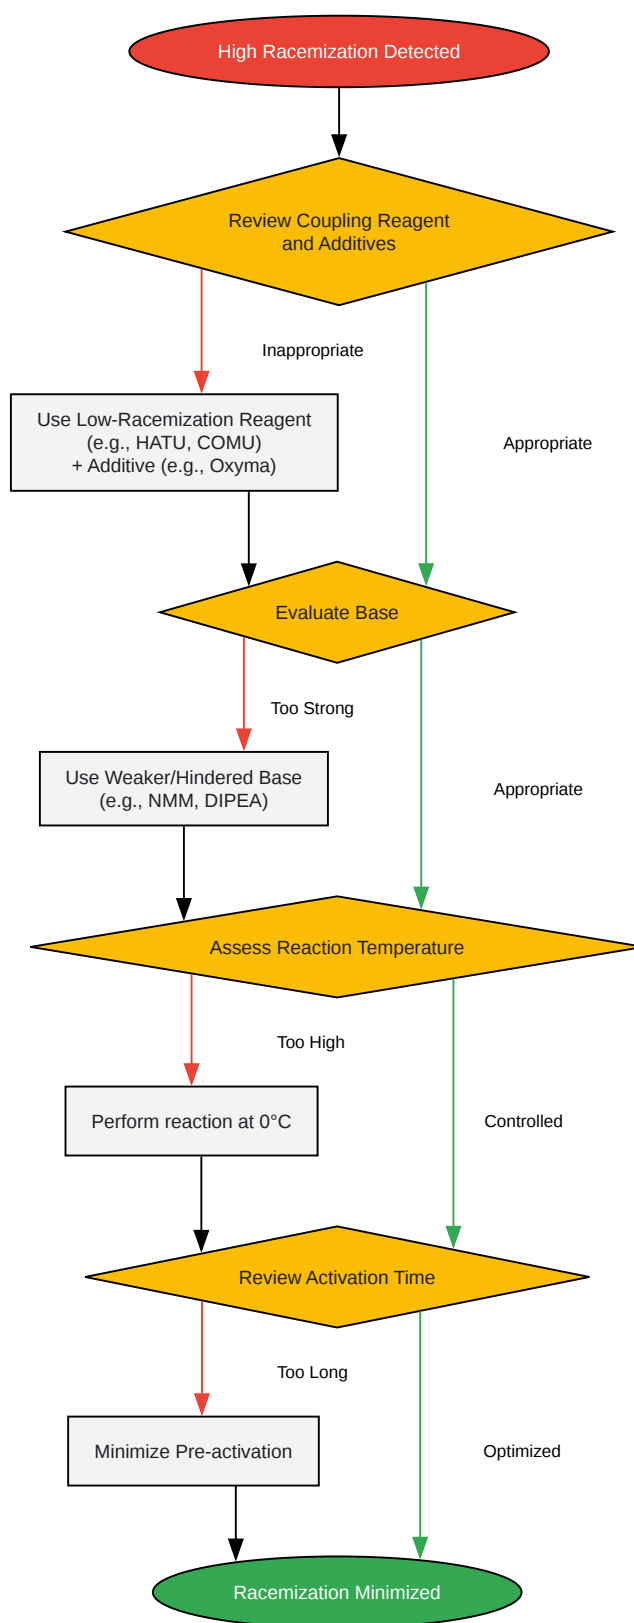 High Racemization Detected
Review Coupling Reagent
and Additives
Inappropriate
Use Low-Racemization Reagent
(e.g., HATU, COMU)
+ Additive (e.g., Oxyma)
Appropriate
Evaluate Base
Too Strong
Use Weaker/Hindered Base
(e.g., NMM, DIPEA)
Appropriate
Assess Reaction Temperature
Too High
Perform reaction at 0°C
Controlled
Review Activation Time
Too Long
Minimize Pre-activation
Optimized
Racemization Minimized